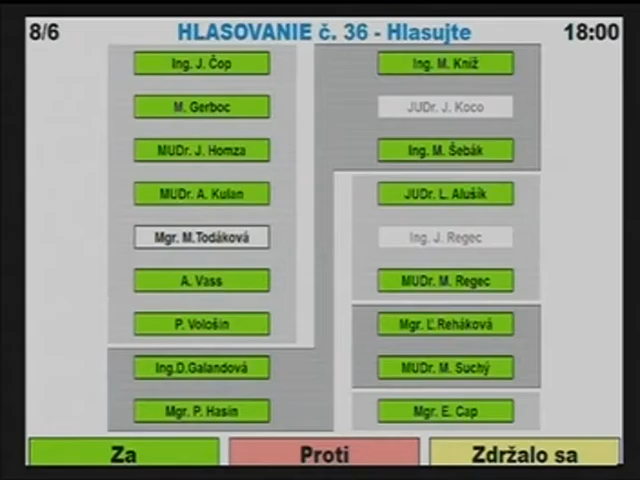 8/6
HLASOVANIE č. 36 - Hlasujte
18:00
Ing. J. Čop
M. Gerboc
MUDr. J. Homza
MUDr. A. Kulan
Mgr. M.Todáková
A. Vass
P. Vološin
Ing.D.Galandová
Mgr. P. Hasin
Ing. M. Kniž
JUDr. J. Koco
Ing. M. Šebák
JUDr. L. Alušík
Ing. J. Regec
MUDr. M. Regec
Mgr. Ľ.Reháková
MUDr. M. Suchý
Mgr. E. Cap
Za
Proti
Zdržalo sa